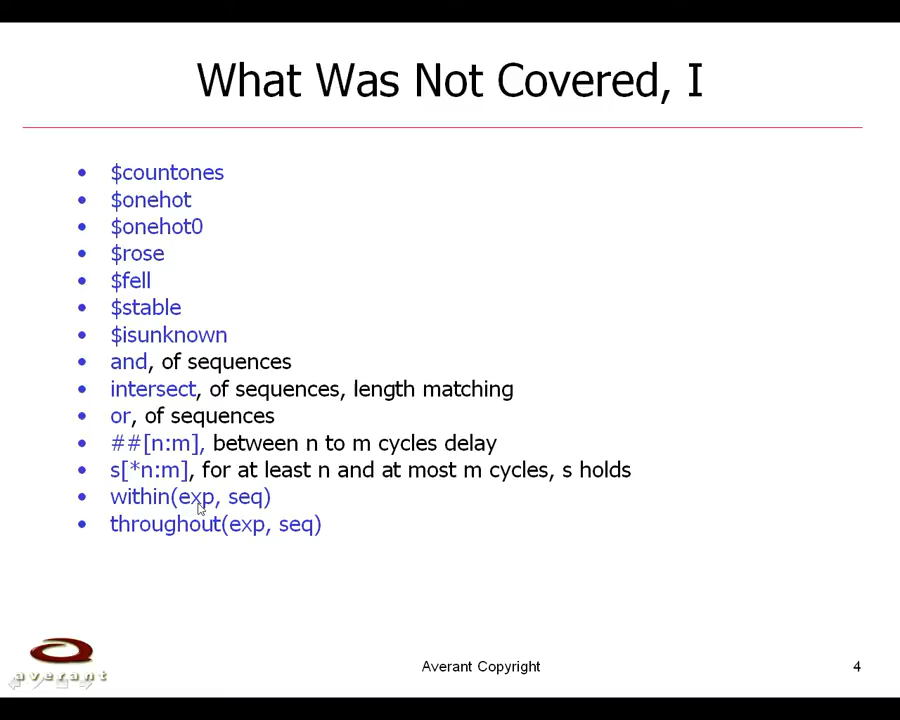 What Was Not Covered, I
• $countones
• $onehot
• $onehot0
• $rose
• $fell
• $stable
• $isunknown
• and, of sequences
• intersect, of sequences, length matching
• or, of sequences
• ##[n:m], between n to m cycles delay
• s[*n:m], for at least n and at most m cycles, s holds
• within(exp, seq)
• throughout(exp, seq)
averant
Averant Copyright
4